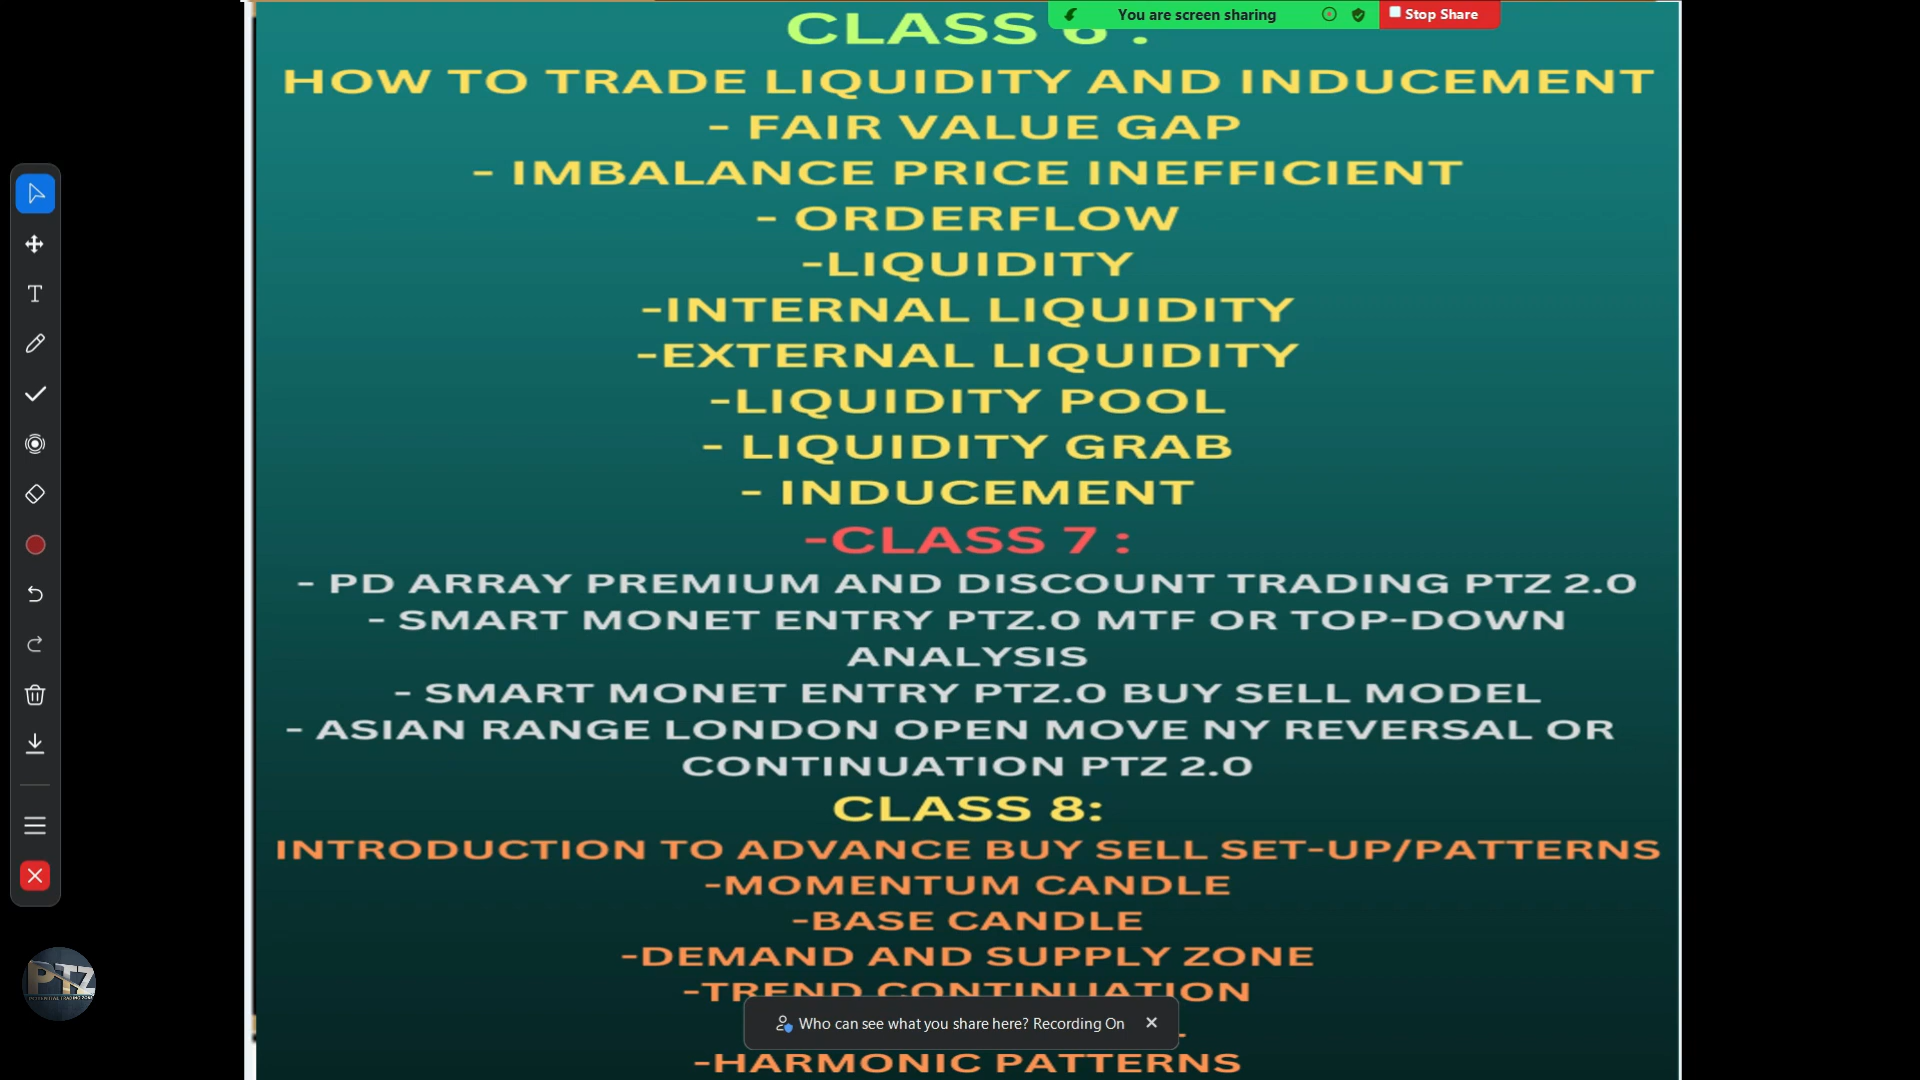 CLASS 6 :
You are screen sharing
Stop Share
HOW TO TRADE LIQUIDITY AND INDUCEMENT
- FAIR VALUE GAP
- IMBALANCE PRICE INEFFICIENT
- ORDERFLOW
-LIQUIDITY
-INTERNAL LIQUIDITY
-EXTERNAL LIQUIDITY
-LIQUIDITY POOL
- LIQUIDITY GRAB
- INDUCEMENT
-CLASS 7 :
- PD ARRAY PREMIUM AND DISCOUNT TRADING PTZ 2.0
- SMART MONET ENTRY PTZ.0 MTF OR TOP-DOWN
ANALYSIS
- SMART MONET ENTRY PTZ.0 BUY SELL MODEL
- ASIAN RANGE LONDON OPEN MOVE NY REVERSAL OR
CONTINUATION PTZ 2.0
CLASS 8:
INTRODUCTION TO ADVANCE BUY SELL SET-UP/PATTERNS
-MOMENTUM CANDLE
-BASE CANDLE
-DEMAND AND SUPPLY ZONE
-TREND CONTINUATION
Who can see what you share here? Recording On
-HARMONIC PATTERNS
PTZ